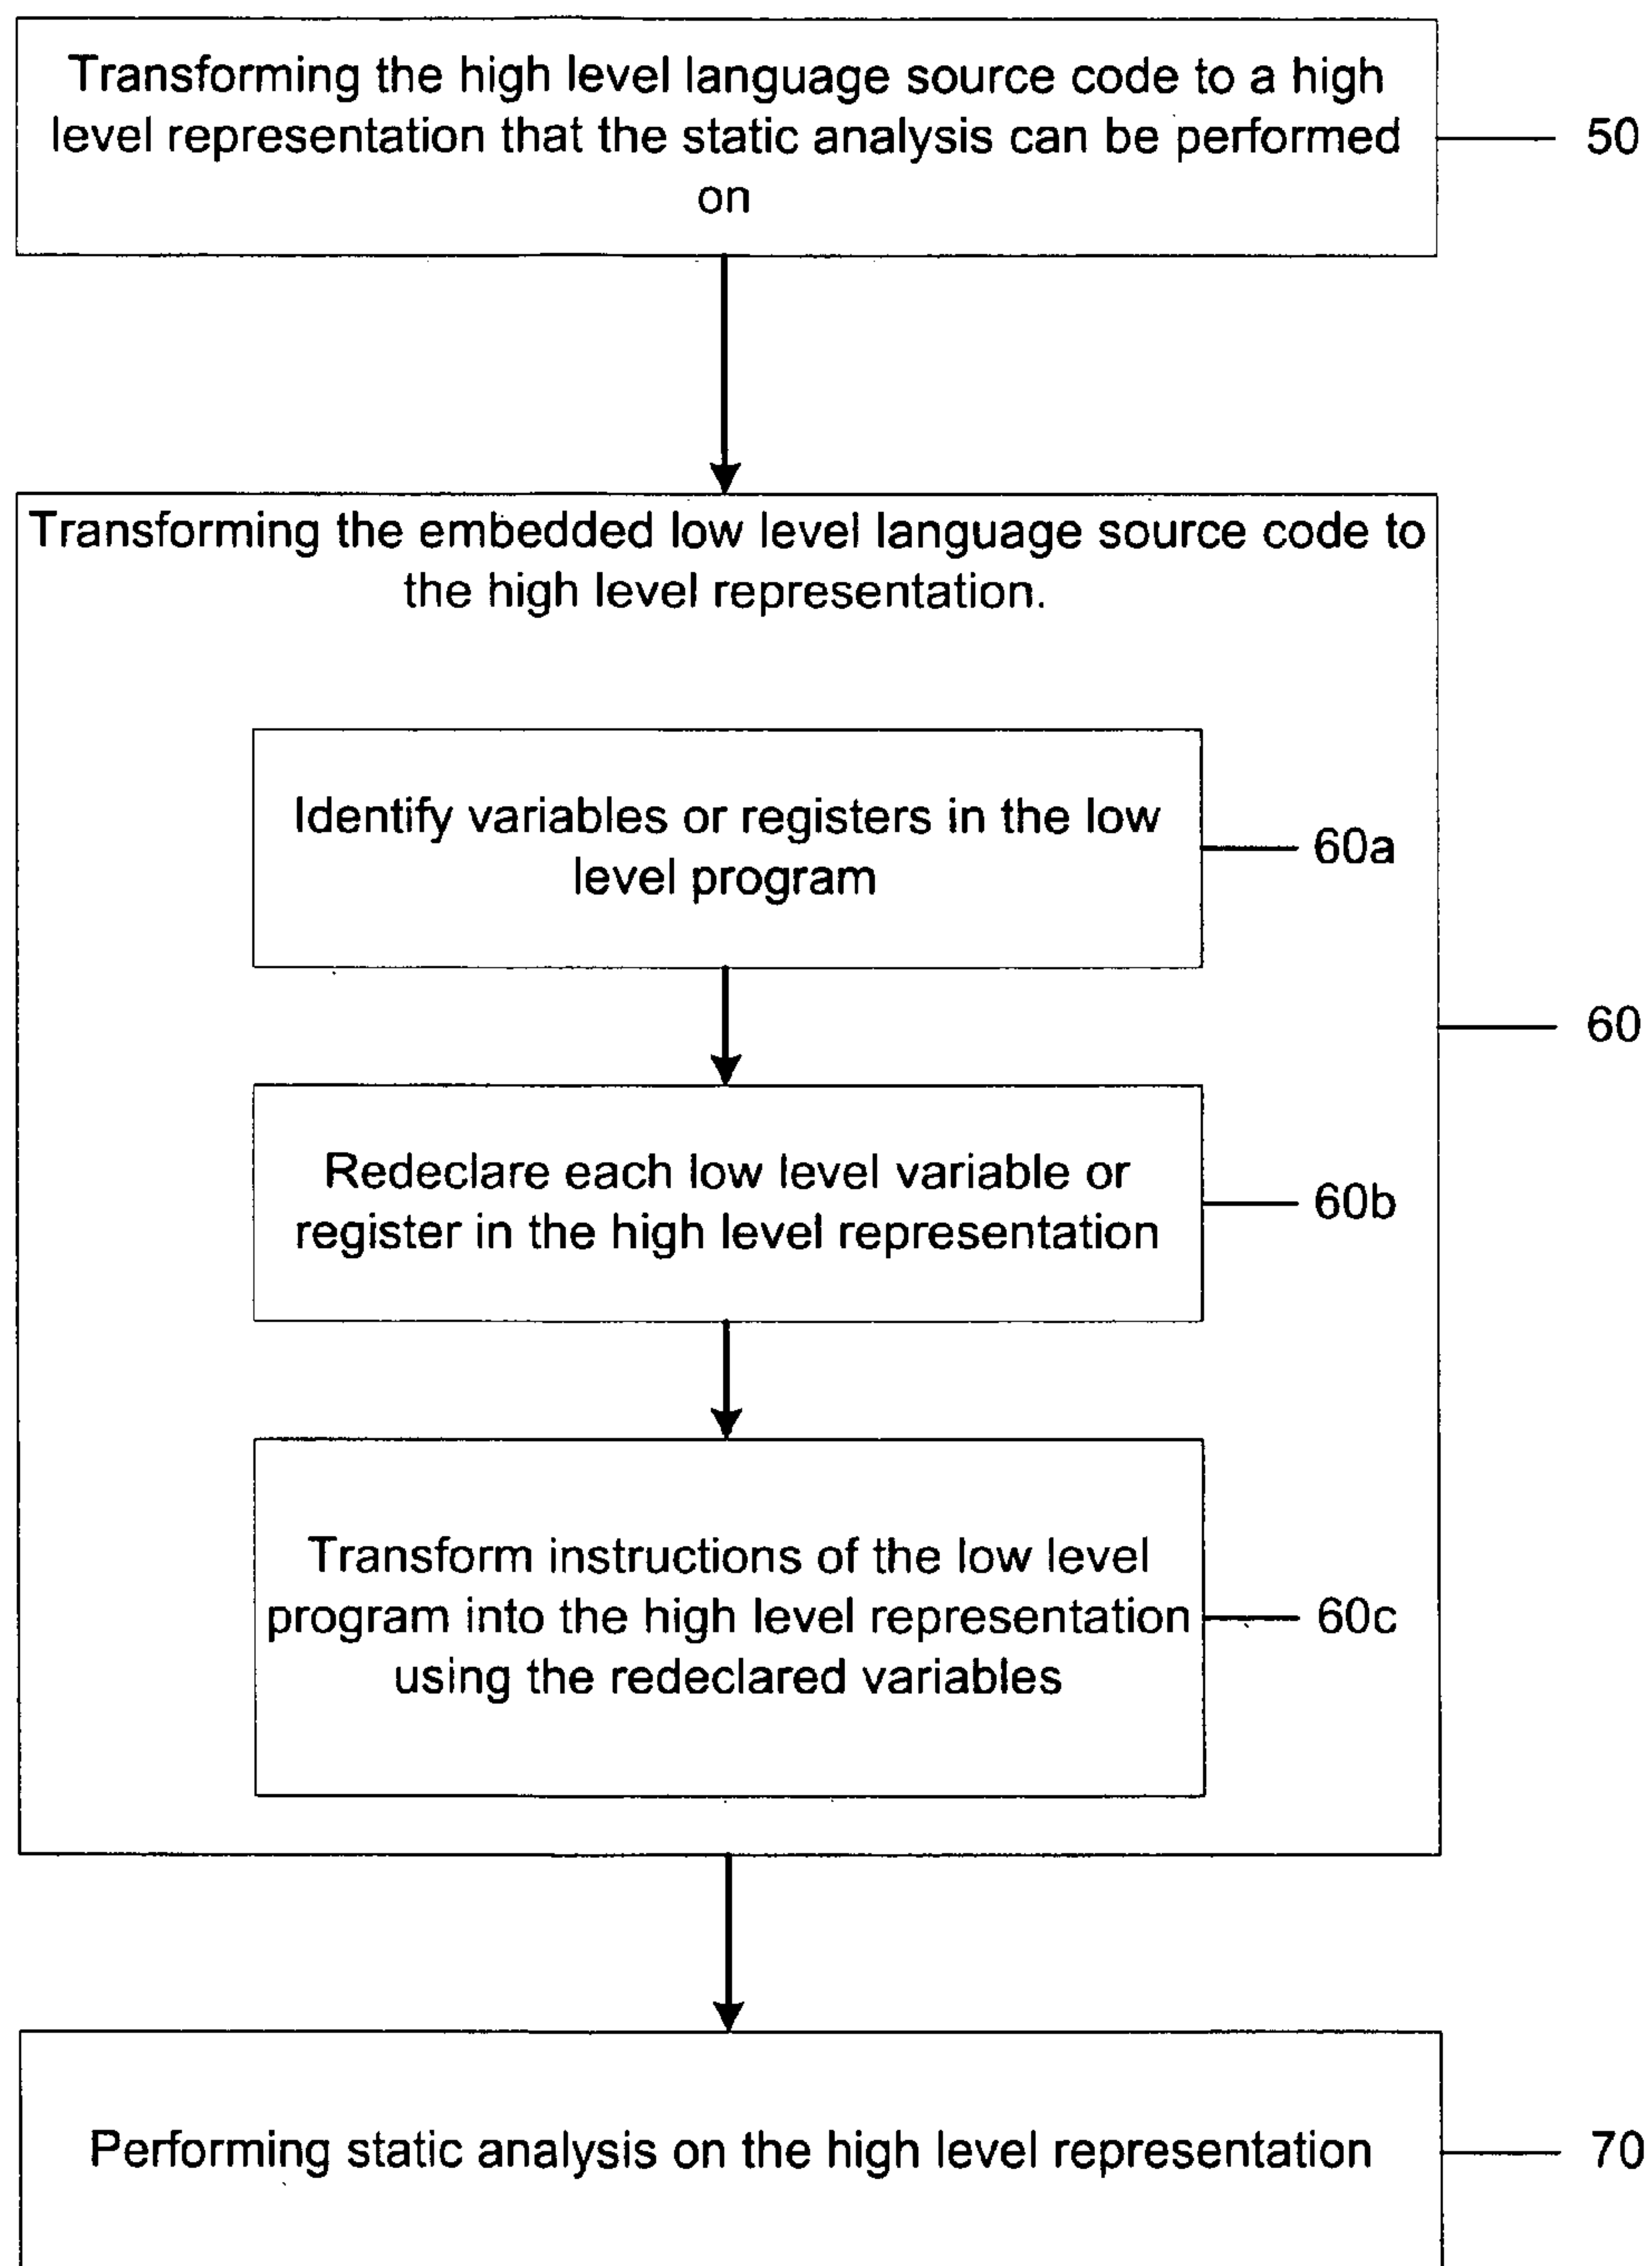 Transforming the high level language source code to a high
level representation that the static analysis can be performed
on
50
Transforming the embedded low level language source code to
the high level representation.
Identify variables or registers in the low
level program
60a
60
Redeclare each low level variable or
register in the high level representation
60b
Transform instructions of the low level
program into the high level representation
using the redeclared variables
60c
Performing static analysis on the high level representation
70